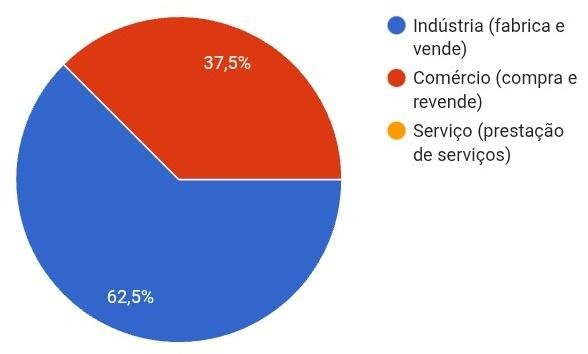 37,5%
62,5%
Indústria (fabrica e
vende)
Comércio (compra e
revende)
Serviço (prestação
de serviços)